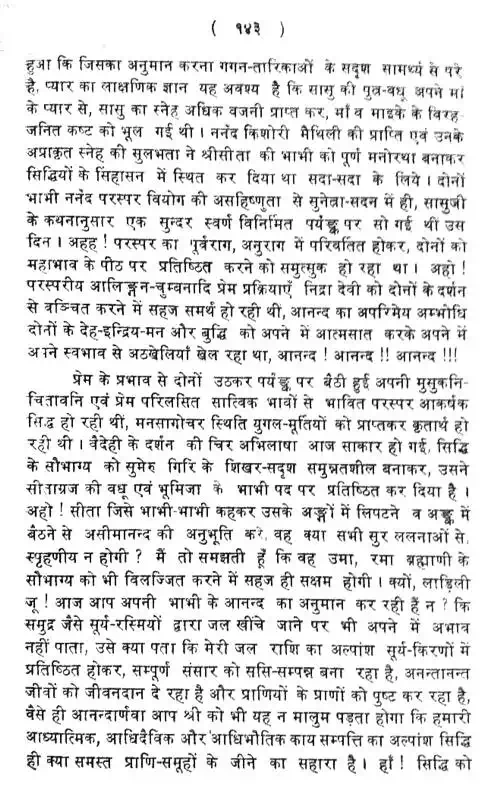 ( १४३ )
हुआ कि जिसका अनुमान करना गगन-तारिकाओं के सदृश सामर्थ्य से परे
है, प्यार का लाक्षणिक ज्ञान यह अवश्य है कि सासु की पुत्र-बधू अपने माँ
के प्यार से, सासु का स्नेह अधिक वजनी प्राप्त कर, माँ व माइके के विरह-
जनित कष्ट को भूल गई थी । ननँद किशोरी मैथिली की प्राप्ति एवं उनके
अप्राकृत स्नेह की सुलभता ने श्रीसीता की भाभी को पूर्ण मनोरथा बनाकर
सिद्धियों के सिंहासन में स्थित कर दिया था सदा-सदा के लिये । दोनों
भाभी ननँद परस्पर वियोग की असहिष्णुता से सुनेत्रा-सदन में ही, सासुजी
के कथनानुसार एक सुन्दर स्वर्ण विनिर्मित पर्यङ्क पर सो गई थीं उस
दिन । अहह ! परस्पर का पूर्वराग, अनुराग में परिवर्तित होकर, दोनों को
महाभाव के पीठ पर प्रतिष्ठित करने को समुत्सुक हो रहा था । अहो !
परस्परीय आलिङ्गन-चुम्बनादि प्रेम प्रक्रियाएँ निद्रा देवी को दोनों के दर्शन
से वञ्चित करने में सहज समर्थ हो रही थी, आनन्द का अपरिमेय अम्भोधि
दोनों के देह-इन्द्रिय-मन और बुद्धि को अपने में आत्मसात करके अपने में
अपने स्वभाव से अठखेलियाँ खेल रहा था, आनन्द ! आनन्द !! आनन्द !!!
प्रेम के प्रभाव से दोनों उठकर पर्यङ्क पर बैठी हुई अपनी मुसुकनि-
चितावनि एवं प्रेम परिलसित सात्विक भावों से भावित परस्पर आकर्षक
सिद्ध हो रही थीं, मनसागोचर स्थिति युगल-मूर्तियों को प्राप्तकर कृतार्थ हो
रही थी । वैदेही के दर्शन की चिर अभिलाषा आज साकार हो गई, सिद्धि
के सौभाग्य को सुमेरु गिरि के शिखर-सदृश समुन्नतशील बनाकर, उसने
सीताग्रज की वधू एवं भूमिजा के भाभी पद पर प्रतिष्ठित कर दिया है ।
अहो ! सीता जिसे भाभी-भाभी कहकर उसके अङ्गों में लिपटने व अङ्क में
बैठने से असीमानन्द की अनुभूति करे, वह क्या सभी सुर ललनाओं से
स्पृहणीय न होगी ? मैं तो समझती हूँ कि वह उमा, रमा ब्रह्माणी के
सौभाग्य को भी विलज्जित करने में सहज ही सक्षम होगी । क्यों, लाड़िली
जू ! आज आप अपनी भाभी के आनन्द का अनुमान कर रही हैं न ? कि
समुद्र जैसे सूर्य-रस्मियों द्वारा जल खींचे जाने पर भी अपने में अभाव
नहीं पाता, उसे क्या पता कि मेरी जल राशि का अल्पांश सूर्य-किरणों में
प्रतिष्ठित होकर, सम्पूर्ण संसार को ससि-सम्पन्न बना रहा है, अनन्तानन्त
जीवों को जीवनदान दे रहा है और प्राणियों के प्राणों को पुष्ट कर रहा है,
वैसे ही आनन्दार्णवा आप श्री को भी यह न मालुम पड़ता होगा कि हमारी
आध्यात्मिक, आधिदैविक और आधिभौतिक काय सम्पत्ति का अल्पांश सिद्धि
ही क्या समस्त प्राणि-समूहों के जीने का सहारा है । हाँ ! सिद्धि को